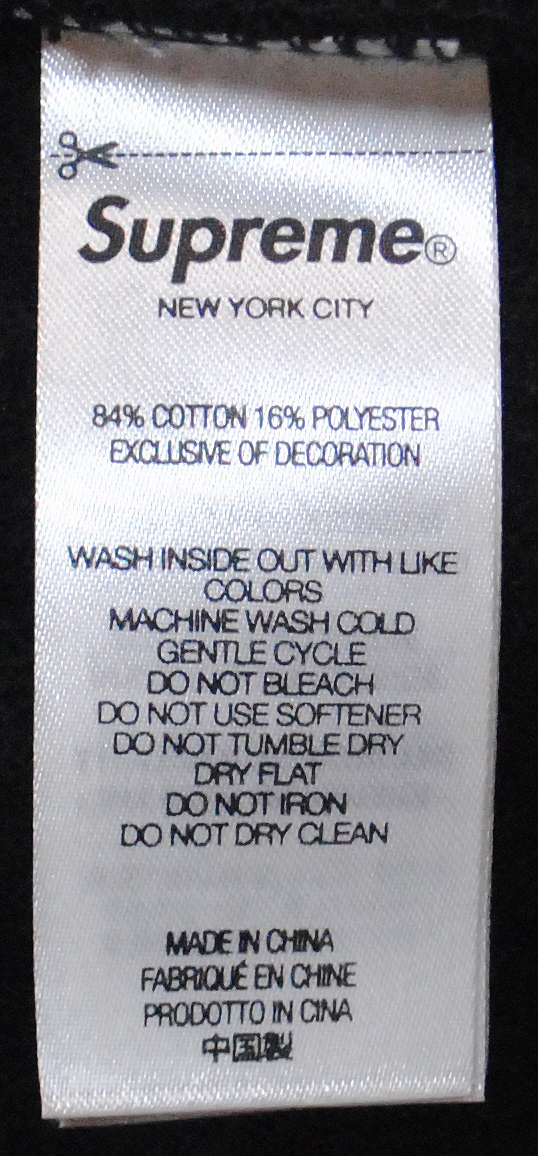 Supreme®
NEW YORK CITY
84% COTTON 16% POLYESTER
EXCLUSIVE OF DECORATION
WASH INSIDE OUT WITH LIKE
COLORS
MACHINE WASH COLD
GENTLE CYCLE
DO NOT BLEACH
DO NOT USE SOFTENER
DO NOT TUMBLE DRY
DRY FLAT
DO NOT IRON
DO NOT DRY CLEAN
MADE IN CHINA
FABRIQUÉ EN CHINE
PRODOTTO IN CINA
中国製